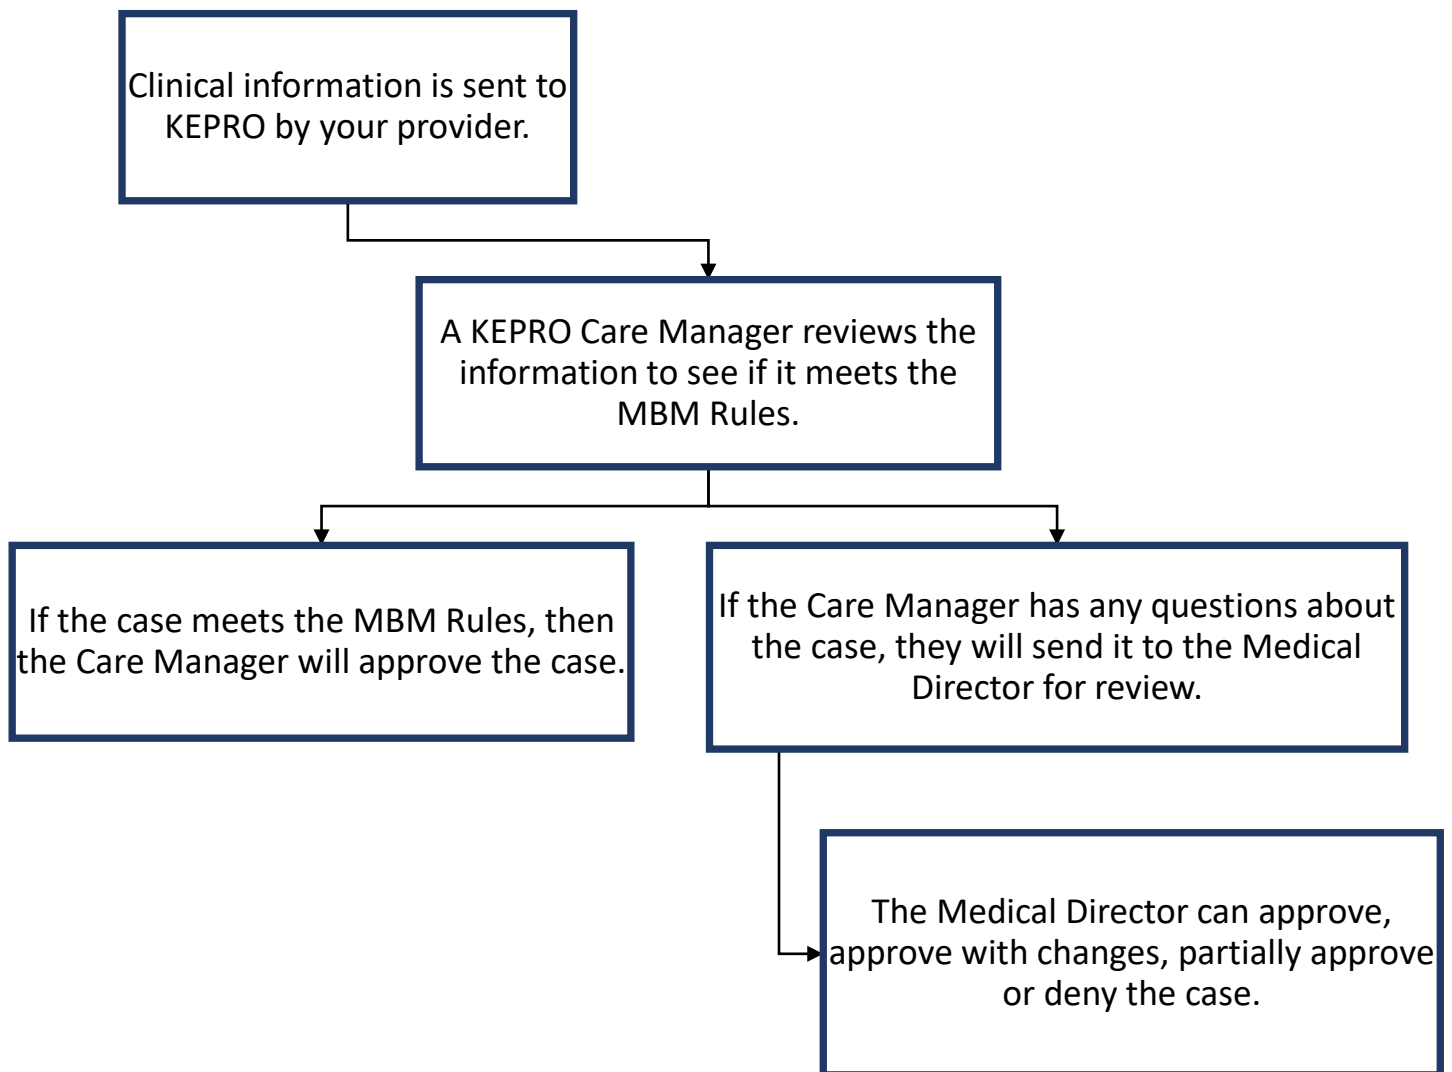 Clinical information is sent to
KEPRO by your provider.
A KEPRO Care Manager reviews the
information to see if it meets the
MBM Rules.
If the case meets the MBM Rules, then
the Care Manager will approve the case.
If the Care Manager has any questions about
the case, they will send it to the Medical
Director for review.
The Medical Director can approve,
approve with changes, partially approve
or deny the case.